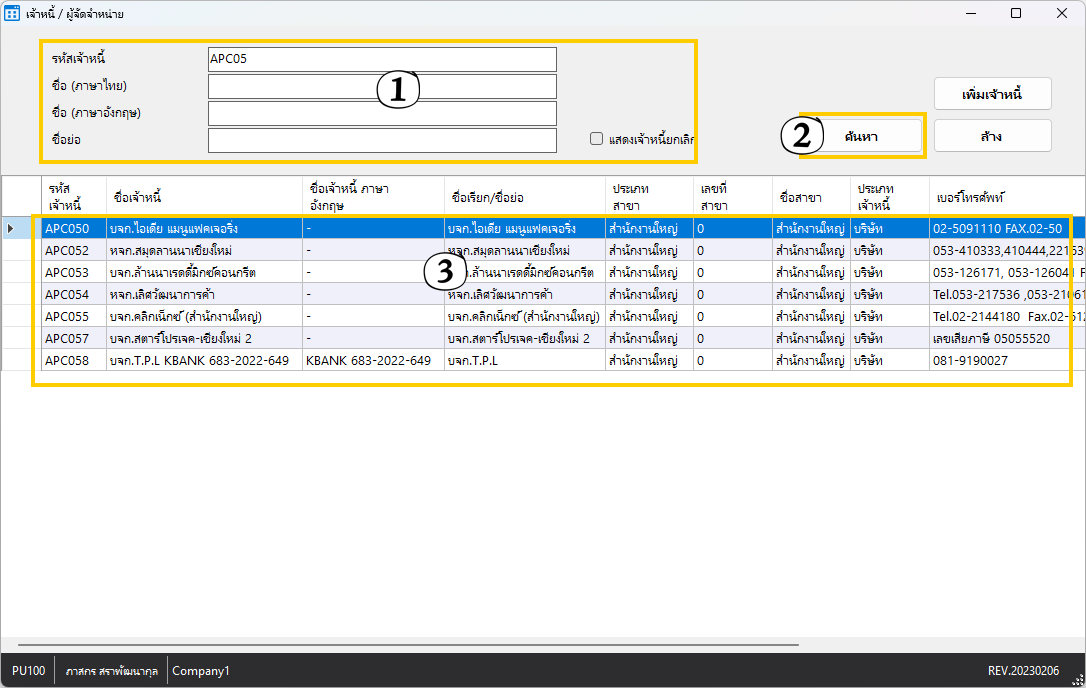 เจ้าหนี้ / ผู้จัดจำหน่าย
รหัสเจ้าหนี้ APC05
ชื่อ (ภาษาไทย)
ชื่อ (ภาษาอังกฤษ)
ชื่อย่อ
แสดงเจ้าหนี้ยกเลิก
1
เพิ่มเจ้าหนี้
2 ค้นหา ล้าง
รหัสเจ้าหนี้ ชื่อเจ้าหนี้ ชื่อเจ้าหนี้ ภาษาอังกฤษ ชื่อเรียก/ชื่อย่อ ประเภทสาขา เลขที่สาขา ชื่อสาขา ประเภทเจ้าหนี้ เบอร์โทรศัพท์
APC050 บจก.ไอเดีย แมนูแฟคเจอริ่ง - บจก.ไอเดีย แมนูแฟคเจอริ่ง สำนักงานใหญ่ 0 สำนักงานใหญ่ บริษัท 02-5091110 FAX.02-50
APC052 หจก.สมุดลานนาเชียงใหม่ - หจก.สมุดลานนาเชียงใหม่ สำนักงานใหญ่ 0 สำนักงานใหญ่ บริษัท 053-410333,410444,22153
APC053 บจก.ล้านนาเรดดี้มิกซ์คอนกรีต - ก.ล้านนาเรดดี้มิกซ์คอนกรีต สำนักงานใหญ่ 0 สำนักงานใหญ่ บริษัท 053-126171, 053-126041 F
3
APC054 หจก.เลิศวัฒนาการค้า - หจก.เลิศวัฒนาการค้า สำนักงานใหญ่ 0 สำนักงานใหญ่ บริษัท Tel.053-217536 ,053-21061
APC055 บจก.คลิกเน็กซ์ (สำนักงานใหญ่) - บจก.คลิกเน็กซ์ (สำนักงานใหญ่) สำนักงานใหญ่ 0 สำนักงานใหญ่ บริษัท Tel.02-2144180 Fax.02-612
APC057 บจก.สตาร์โปรเจค-เชียงใหม่ 2 - บจก.สตาร์โปรเจค-เชียงใหม่ 2 สำนักงานใหญ่ 0 สำนักงานใหญ่ บริษัท เลขเสียภาษี 05055520
APC058 บจก.T.P.L KBANK 683-2022-649 KBANK 683-2022-649 บจก.T.P.L สำนักงานใหญ่ 0 สำนักงานใหญ่ บริษัท 081-9190027
PU100 ภาสกร สราพัฒนากุล Company1 REV.20230206